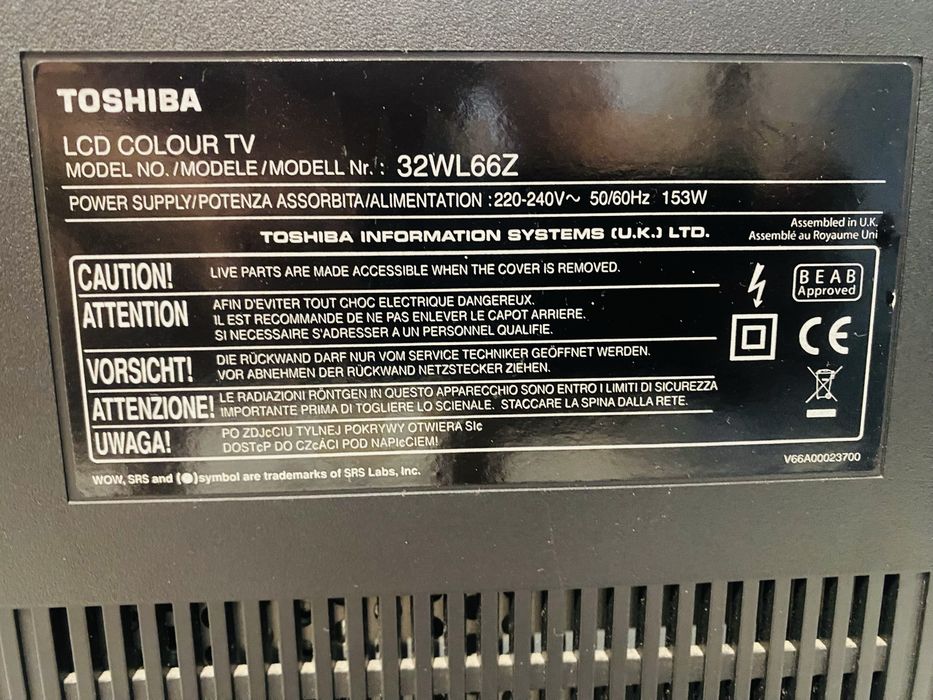 TOSHIBA
LCD COLOUR TV
MODEL NO./MODELE/MODELL Nr. : 32WL66Z
POWER SUPPLY/POTENZA ASSORBITA/ALIMENTATION :220-240V~ 50/60Hz 153W
TOSHIBA INFORMATION SYSTEMS (U.K.) LTD.
Assembled in U.K.
Assemblé au Royaume Uni
CAUTION! LIVE PARTS ARE MADE ACCESSIBLE WHEN THE COVER IS REMOVED.
ATTENTION AFIN D'EVITER TOUT CHOC ELECTRIQUE DANGEREUX.
IL EST RECOMMANDE DE NE PAS ENLEVER LE CAPOT ARRIERE.
SI NECESSAIRE S'ADRESSER A UN PERSONNEL QUALIFIE.
VORSICHT! DIE RÜCKWAND DARF NUR VOM SERVICE TECHNIKER GEÖFFNET WERDEN.
VOR ABNEHMEN DER RÜCKWAND NETZSTECKER ZIEHEN.
ATTENZIONE! LE RADIAZIONI RÖNTGEN IN QUESTO APPARECCHIO SONO ENTRO I LIMITI DI SICUREZZA
IMPORTANTE PRIMA DI TOGLIERE LO SCIENALE. STACCARE LA SPINA DALLA RETE.
UWAGA! PO ZDJcCIU TYLNEJ POKRYWY OTWIERA SIc
DOSTcP DO CZcÁCI POD NAPIcCIEM!
BEAB
Approved
CE
V66A00023700
WOW, SRS and (●) symbol are trademarks of SRS Labs, Inc.